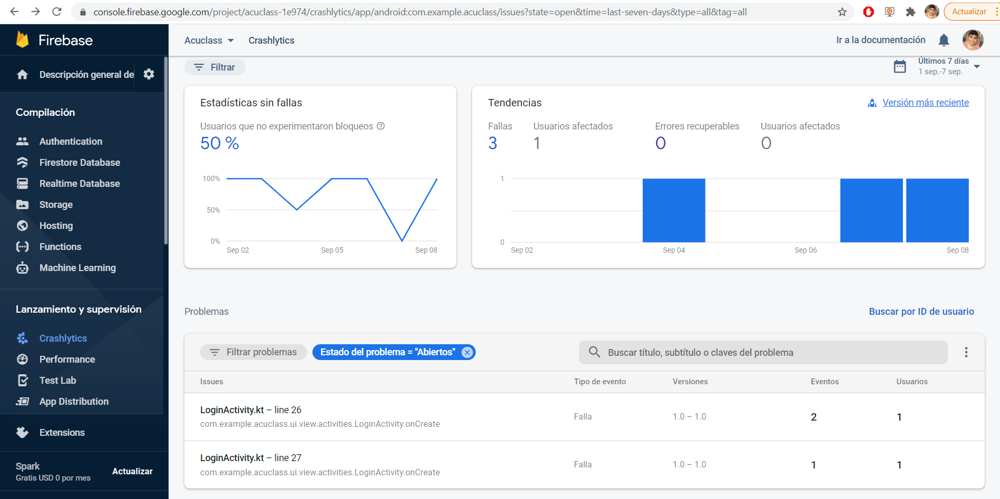 console.firebase.google.com/project/acuclass-1e974/crashlytics/app/android:com.example.acuclass/issues?state=open&time=last-seven-days&type=all&tag=all
Actualizar
Firebase
Descripción general de
Compilación
Authentication
Firestore Database
Realtime Database
Storage
Hosting
Functions
Machine Learning
Lanzamiento y supervisión
Crashlytics
Performance
Test Lab
App Distribution
Extensions
Spark
Gratis USD 0 por mes
Actualizar
Acuclass
Crashlytics
Ir a la documentación
Filtrar
Últimos 7 días
1 sep.-7 sep.
Estadísticas sin fallas
Usuarios que no experimentaron bloqueos
50 %
100%
50%
0%
Sep 02 Sep 05 Sep 08
Tendencias
Versión más reciente
Fallas Usuarios afectados Errores recuperables Usuarios afectados
3 1 0 0
1
0
Sep 02 Sep 04 Sep 06 Sep 08
Problemas
Buscar por ID de usuario
Filtrar problemas
Estado del problema = "Abiertos"
Buscar título, subtítulo o claves del problema
Issues Tipo de evento Versiones Eventos Usuarios
LoginActivity.kt – line 26
com.example.acuclass.ui.view.activities.LoginActivity.onCreate
Falla 1.0 – 1.0 2 1
LoginActivity.kt – line 27
com.example.acuclass.ui.view.activities.LoginActivity.onCreate
Falla 1.0 – 1.0 1 1